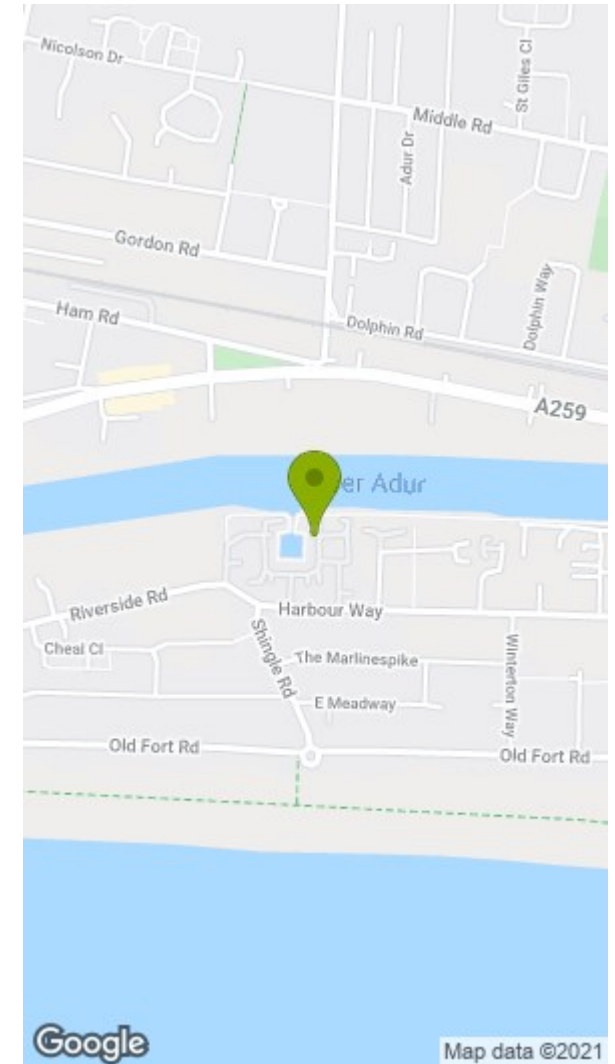 Nicolson Dr
St Giles Cl
Middle Rd
Adur Dr
Gordon Rd
Dolphin Way
Ham Rd
Dolphin Rd
A259
er Adur
Riverside Rd
Harbour Way
Shingle Rd
Cheal Cl
The Marlinespike
Winterton Way
E Meadway
Old Fort Rd
Old Fort Rd
Google
Map data ©2021